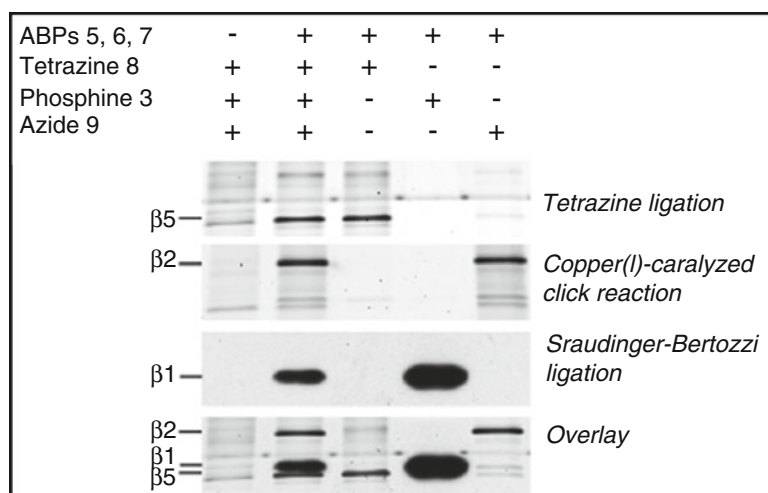 ABPs 5, 6, 7 - + + + +
Tetrazine 8 + + + - -
Phosphine 3 + + - + -
Azide 9 + + - - +
β5
Tetrazine ligation
β2
Copper(I)-caralyzed
click reaction
β1
Sraudinger-Bertozzi
ligation
β2
β1
β5
Overlay